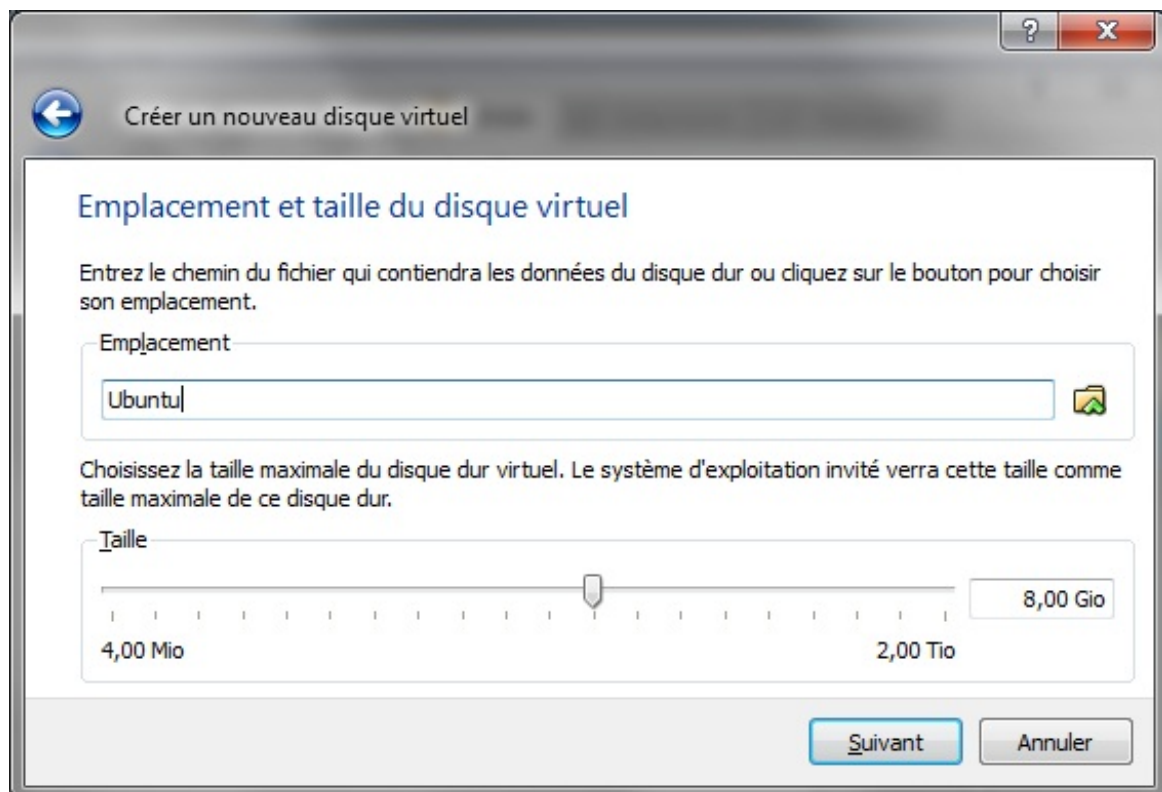 Créer un nouveau disque virtuel
Emplacement et taille du disque virtuel
Entrez le chemin du fichier qui contiendra les données du disque dur ou cliquez sur le bouton pour choisir
son emplacement.
Emplacement
Ubuntu
Choisissez la taille maximale du disque dur virtuel. Le système d'exploitation invité verra cette taille comme
taille maximale de ce disque dur.
Taille
8,00 Gio
4,00 Mio 2,00 Tio
Suivant Annuler